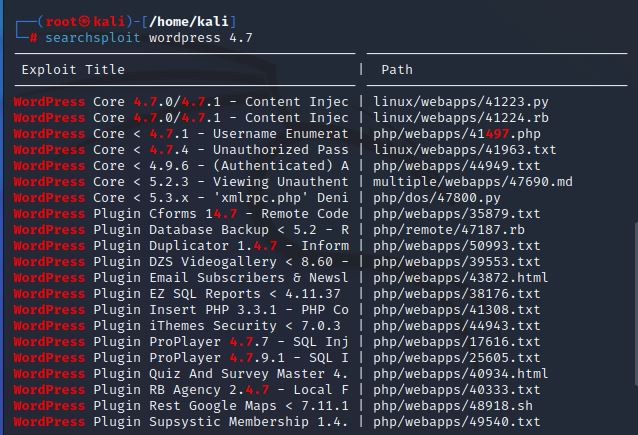 ┌──(root㉿kali)-[/home/kali]
└─# searchsploit wordpress 4.7
Exploit Title | Path
WordPress Core 4.7.0/4.7.1 - Content Injec | linux/webapps/41223.py
WordPress Core 4.7.0/4.7.1 - Content Injec | linux/webapps/41224.rb
WordPress Core < 4.7.1 - Username Enumerat | php/webapps/41497.php
WordPress Core < 4.7.4 - Unauthorized Pass | linux/webapps/41963.txt
WordPress Core < 4.9.6 - (Authenticated) A | php/webapps/44949.txt
WordPress Core < 5.2.3 - Viewing Unauthent | multiple/webapps/47690.md
WordPress Core < 5.3.x - 'xmlrpc.php' Deni | php/dos/47800.py
WordPress Plugin Cforms 14.7 - Remote Code | php/webapps/35879.txt
WordPress Plugin Database Backup < 5.2 - R | php/remote/47187.rb
WordPress Plugin Duplicator 1.4.7 - Inform | php/webapps/50993.txt
WordPress Plugin DZS Videogallery < 8.60 - | php/webapps/39553.txt
WordPress Plugin Email Subscribers & Newsl | php/webapps/43872.html
WordPress Plugin EZ SQL Reports < 4.11.37 | php/webapps/38176.txt
WordPress Plugin Insert PHP 3.3.1 - PHP Co | php/webapps/41308.txt
WordPress Plugin iThemes Security < 7.0.3 | php/webapps/44943.txt
WordPress Plugin ProPlayer 4.7.7 - SQL Inj | php/webapps/17616.txt
WordPress Plugin ProPlayer 4.7.9.1 - SQL I | php/webapps/25605.txt
WordPress Plugin Quiz And Survey Master 4. | php/webapps/40934.html
WordPress Plugin RB Agency 2.4.7 - Local F | php/webapps/40333.txt
WordPress Plugin Rest Google Maps < 7.11.1 | php/webapps/48918.sh
WordPress Plugin Supsystic Membership 1.4. | php/webapps/49540.txt